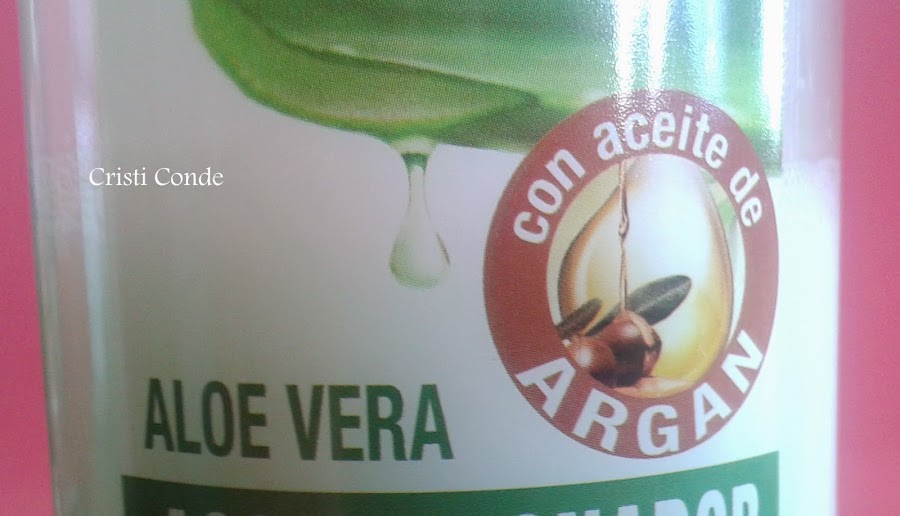 Cristi Conde
con aceite de
ARGAN
ALOE VERA